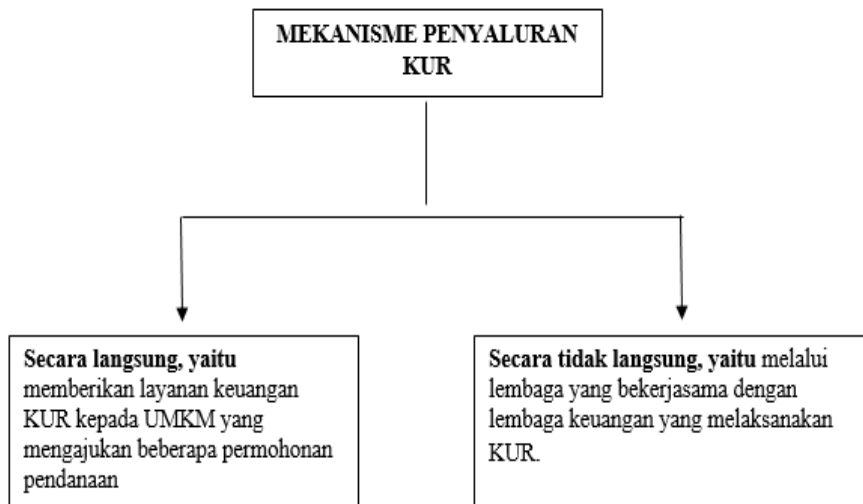 MEKANISME PENYALURAN
KUR
Secara langsung, yaitu
memberikan layanan keuangan
KUR kepada UMKM yang
mengajukan beberapa permohonan
pendanaan
Secara tidak langsung, yaitu melalui
lembaga yang bekerjasama dengan
lembaga keuangan yang melaksanakan
KUR.